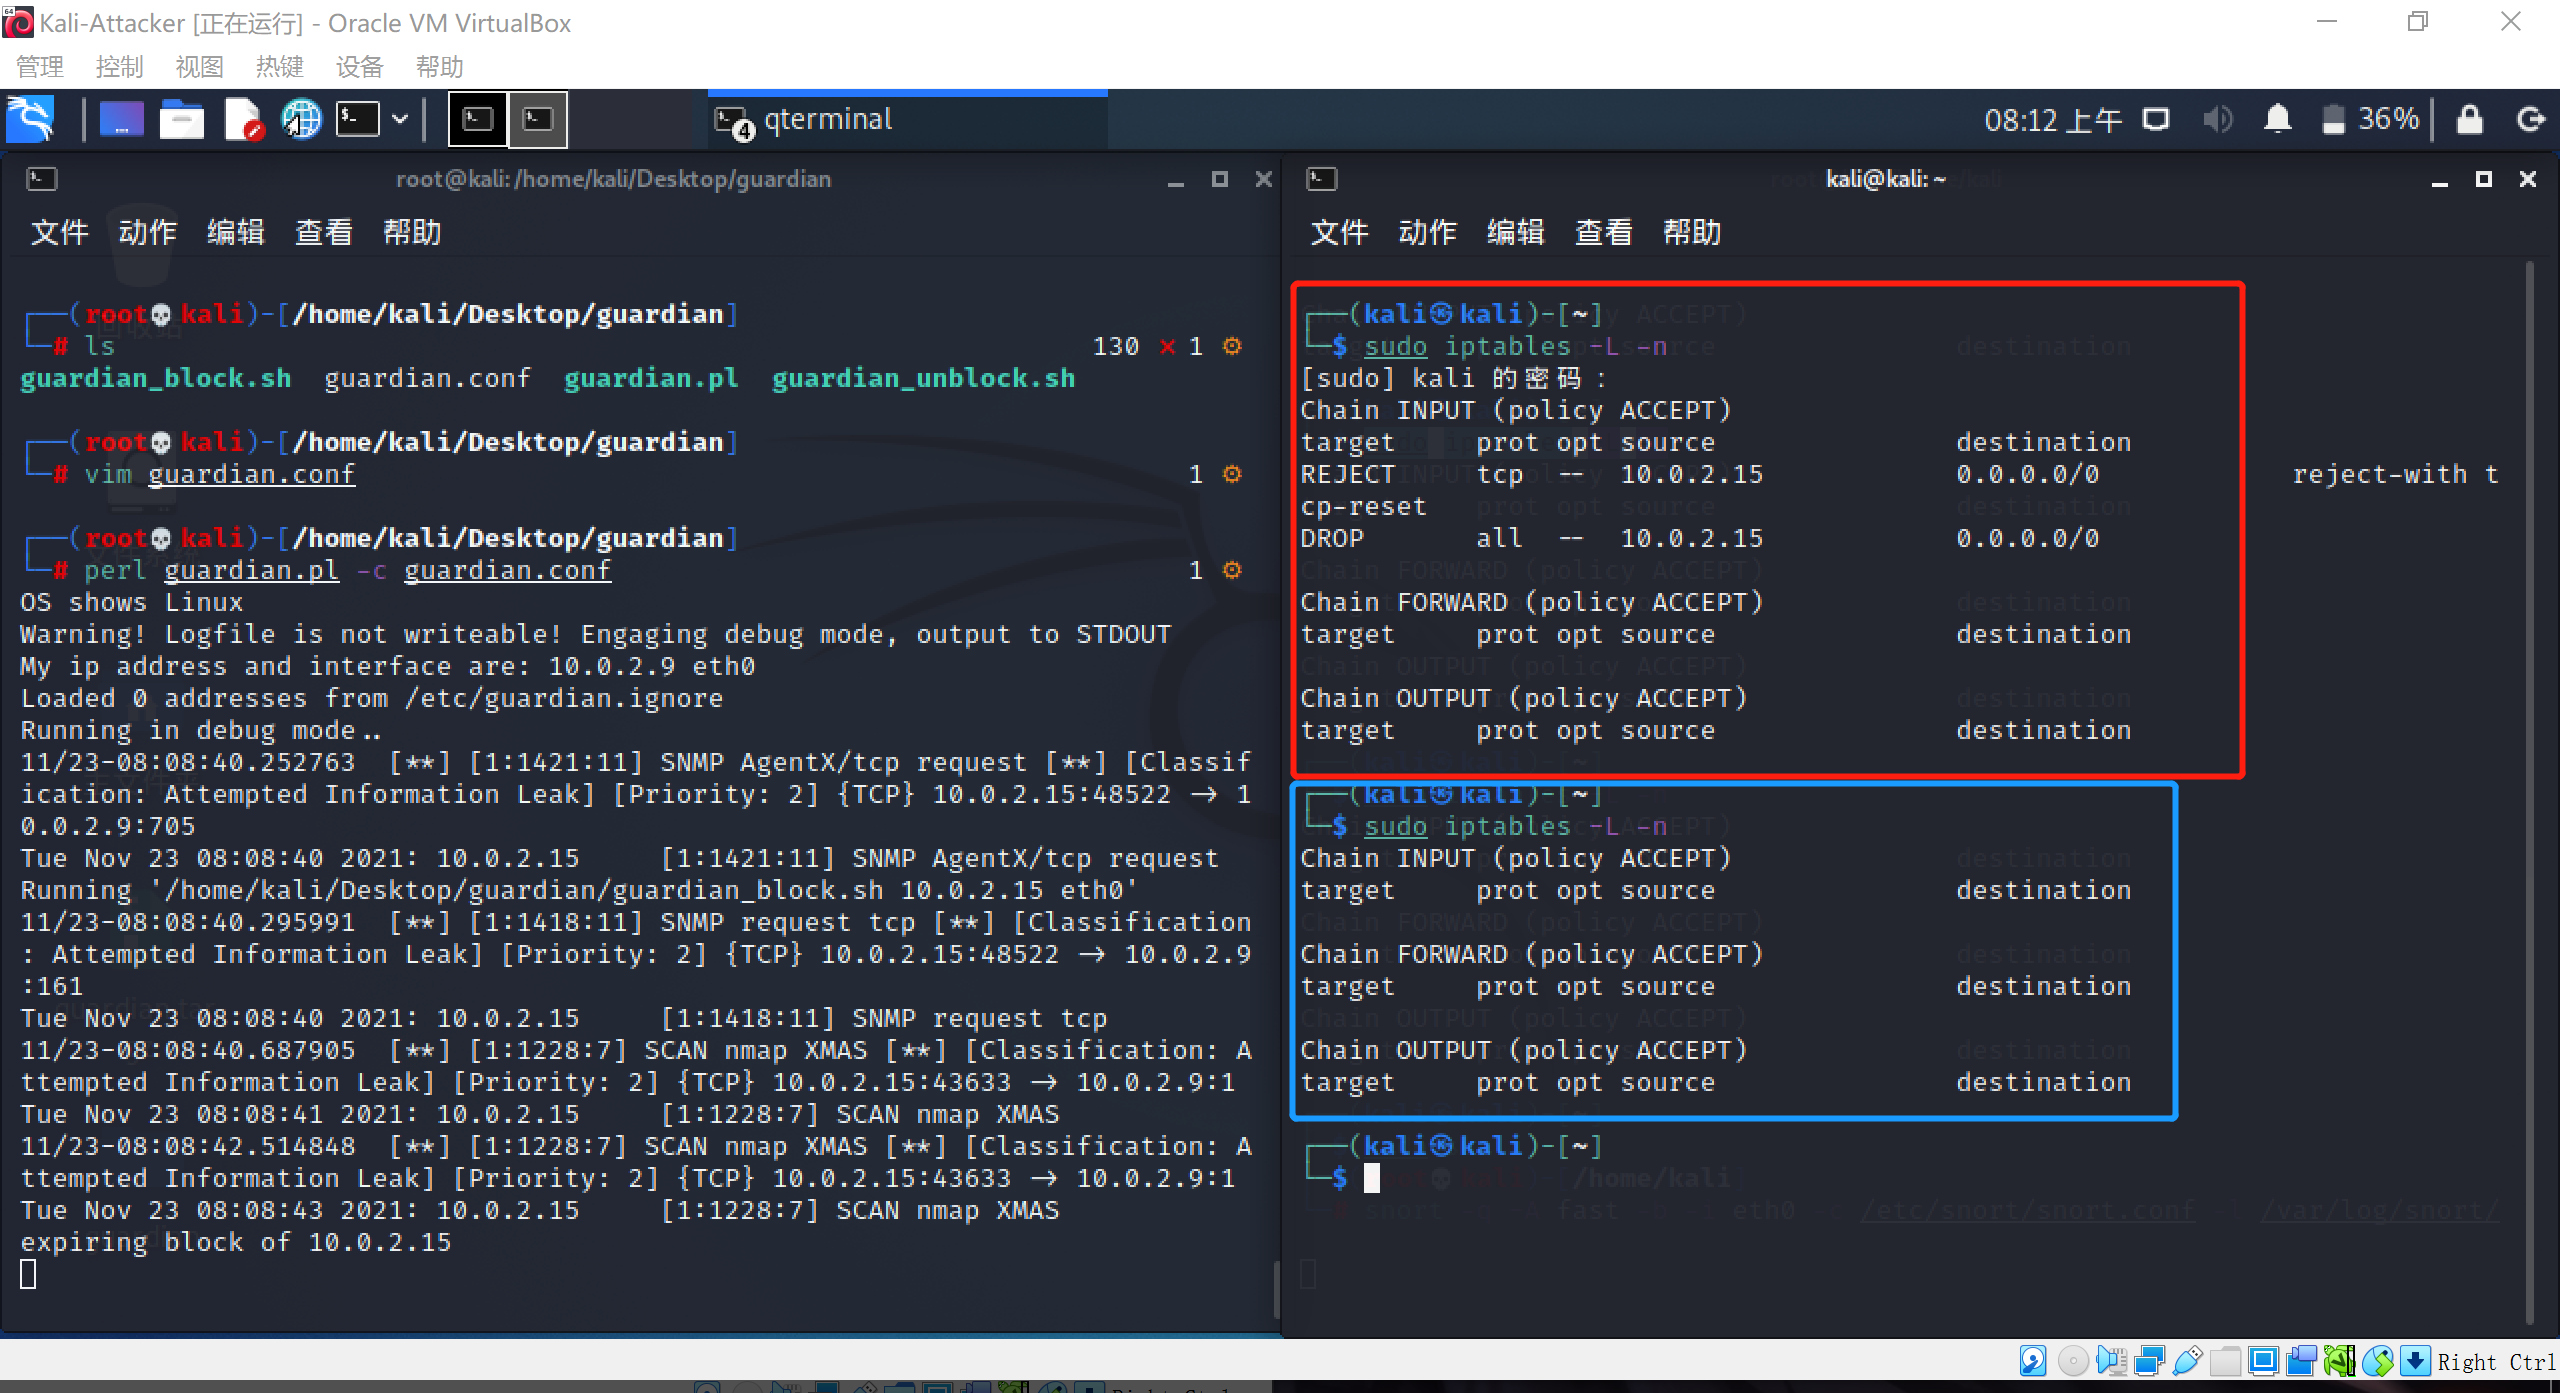 Kali-Attacker [正在运行] - Oracle VM VirtualBox
管理 控制 视图 热键 设备 帮助
qterminal
4
08:12 上午
36%
root@kali:/home/kali/Desktop/guardian
文件 动作 编辑 查看 帮助
(root💀kali)-[/home/kali/Desktop/guardian]
# ls 130 ⨯ 1 ⚙
guardian_block.sh guardian.conf guardian.pl guardian_unblock.sh
(root💀kali)-[/home/kali/Desktop/guardian]
# vim guardian.conf 1 ⚙
(root💀kali)-[/home/kali/Desktop/guardian]
# perl guardian.pl -c guardian.conf 1 ⚙
OS shows Linux
Warning! Logfile is not writeable! Engaging debug mode, output to STDOUT
My ip address and interface are: 10.0.2.9 eth0
Loaded 0 addresses from /etc/guardian.ignore
Running in debug mode..
11/23-08:08:40.252763 [**] [1:1421:11] SNMP AgentX/tcp request [**] [Classif
ication: Attempted Information Leak] [Priority: 2] {TCP} 10.0.2.15:48522 -> 1
0.0.2.9:705
Tue Nov 23 08:08:40 2021: 10.0.2.15 [1:1421:11] SNMP AgentX/tcp request
Running '/home/kali/Desktop/guardian/guardian_block.sh 10.0.2.15 eth0'
11/23-08:08:40.295991 [**] [1:1418:11] SNMP request tcp [**] [Classification
: Attempted Information Leak] [Priority: 2] {TCP} 10.0.2.15:48522 -> 10.0.2.9
:161
Tue Nov 23 08:08:40 2021: 10.0.2.15 [1:1418:11] SNMP request tcp
11/23-08:08:40.687905 [**] [1:1228:7] SCAN nmap XMAS [**] [Classification: A
ttempted Information Leak] [Priority: 2] {TCP} 10.0.2.15:43633 -> 10.0.2.9:1
Tue Nov 23 08:08:41 2021: 10.0.2.15 [1:1228:7] SCAN nmap XMAS
11/23-08:08:42.514848 [**] [1:1228:7] SCAN nmap XMAS [**] [Classification: A
ttempted Information Leak] [Priority: 2] {TCP} 10.0.2.15:43633 -> 10.0.2.9:1
Tue Nov 23 08:08:43 2021: 10.0.2.15 [1:1228:7] SCAN nmap XMAS
expiring block of 10.0.2.15
kali@kali: ~
文件 动作 编辑 查看 帮助
(kali㉿kali)-[~]
$ sudo iptables -L -n
[sudo] kali 的密码：
Chain INPUT (policy ACCEPT)
target prot opt source destination
REJECT tcp -- 10.0.2.15 0.0.0.0/0 reject-with t
cp-reset
DROP all -- 10.0.2.15 0.0.0.0/0
Chain FORWARD (policy ACCEPT)
target prot opt source destination
Chain OUTPUT (policy ACCEPT)
target prot opt source destination
(kali㉿kali)-[~]
$ sudo iptables -L -n
Chain INPUT (policy ACCEPT)
target prot opt source destination
Chain FORWARD (policy ACCEPT)
target prot opt source destination
Chain OUTPUT (policy ACCEPT)
target prot opt source destination
(kali㉿kali)-[~]
$
Right Ctrl